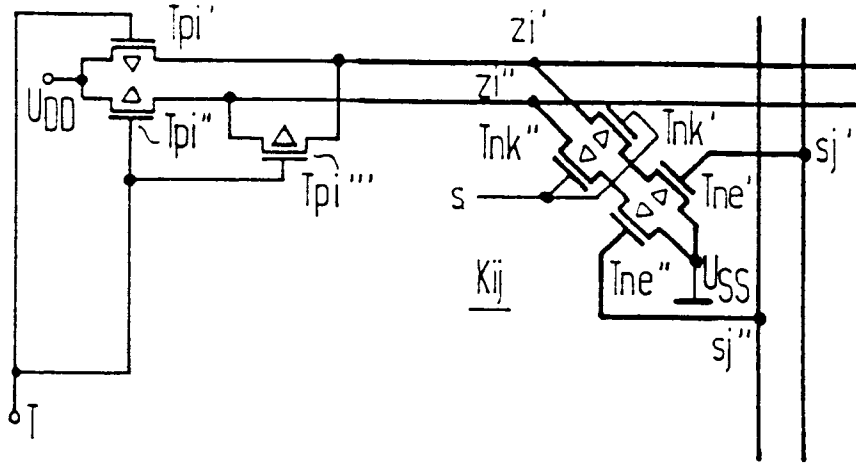 Tpi'
zi'
UDD
zi"
Tpi"
Tnk"
Tnk'
sj'
Tpi'''
s
Tne'
Kij
Tne"
USS
sj"
T